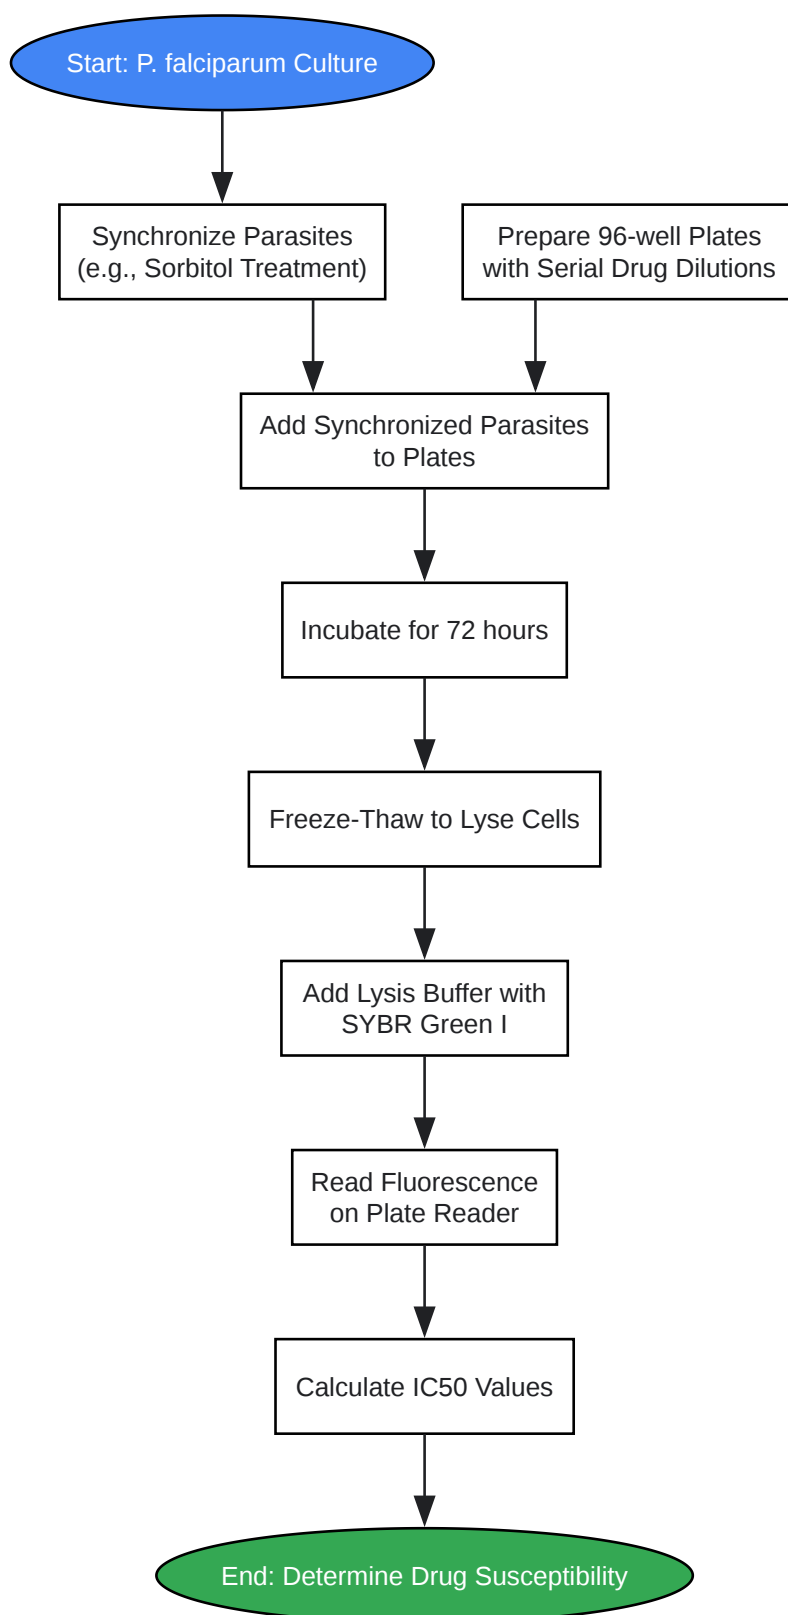 Start: P. falciparum Culture
Synchronize Parasites
(e.g., Sorbitol Treatment)
Prepare 96-well Plates
with Serial Drug Dilutions
Add Synchronized Parasites
to Plates
Incubate for 72 hours
Freeze-Thaw to Lyse Cells
Add Lysis Buffer with
SYBR Green I
Read Fluorescence
on Plate Reader
Calculate IC50 Values
End: Determine Drug Susceptibility